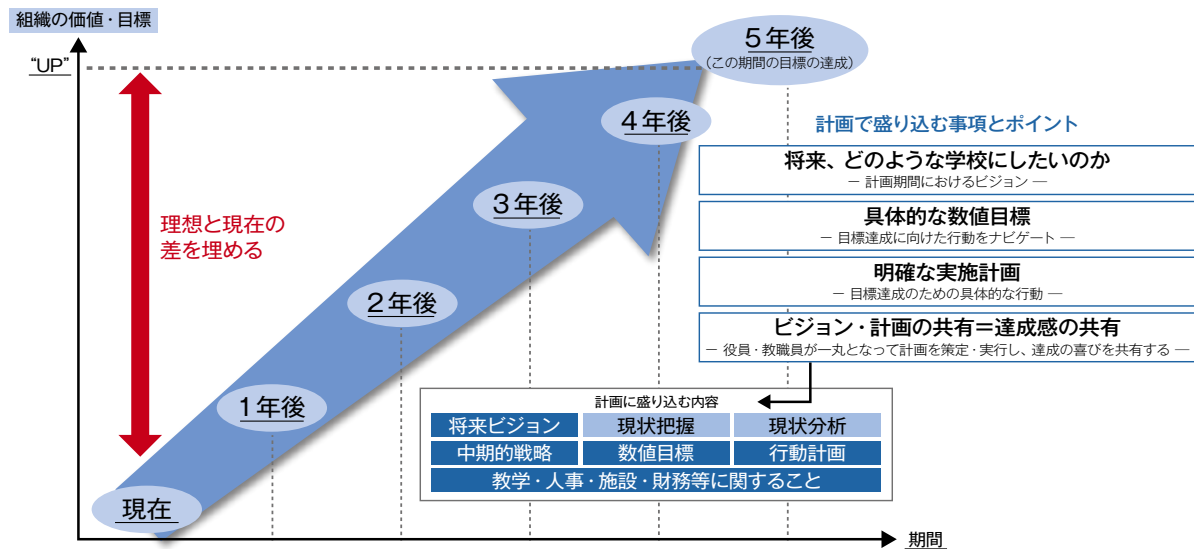 組織の価値・目標
“UP”
5年後
（この期間の目標の達成）
4年後
3年後
2年後
1年後
現在
理想と現在の
差を埋める
計画で盛り込む事項とポイント
将来、どのような学校にしたいのか
― 計画期間におけるビジョン ―
具体的な数値目標
― 目標達成に向けた行動をナビゲート ―
明確な実施計画
― 目標達成のための具体的な行動 ―
ビジョン・計画の共有＝達成感の共有
― 役員・教職員が一丸となって計画を策定・実行し、達成の喜びを共有する ―
計画に盛り込む内容
将来ビジョン 現状把握 現状分析
中期的戦略 数値目標 行動計画
教学・人事・施設・財務等に関すること
期間